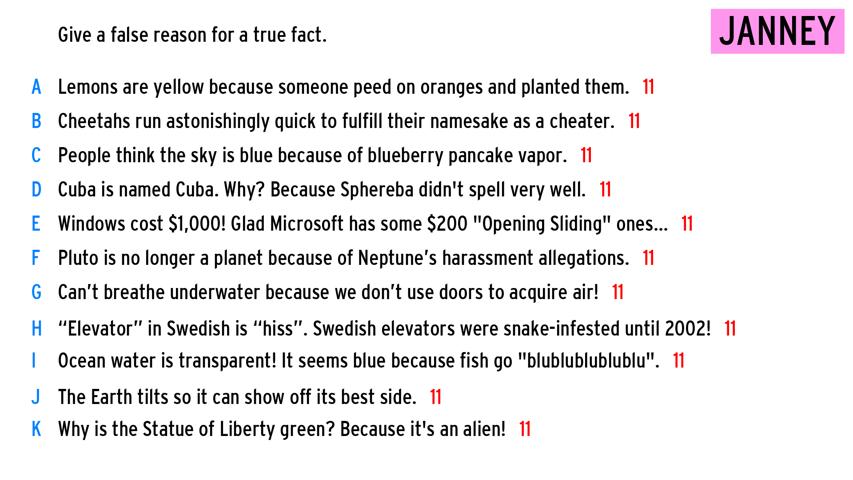 Give a false reason for a true fact.
JANNEY
A Lemons are yellow because someone peed on oranges and planted them. 11
B Cheetahs run astonishingly quick to fulfill their namesake as a cheater. 11
C People think the sky is blue because of blueberry pancake vapor. 11
D Cuba is named Cuba. Why? Because Sphereba didn't spell very well. 11
E Windows cost $1,000! Glad Microsoft has some $200 "Opening Sliding" ones... 11
F Pluto is no longer a planet because of Neptune’s harassment allegations. 11
G Can’t breathe underwater because we don’t use doors to acquire air! 11
H “Elevator” in Swedish is “hiss”. Swedish elevators were snake-infested until 2002! 11
I Ocean water is transparent! It seems blue because fish go "blublublublublu". 11
J The Earth tilts so it can show off its best side. 11
K Why is the Statue of Liberty green? Because it's an alien! 11